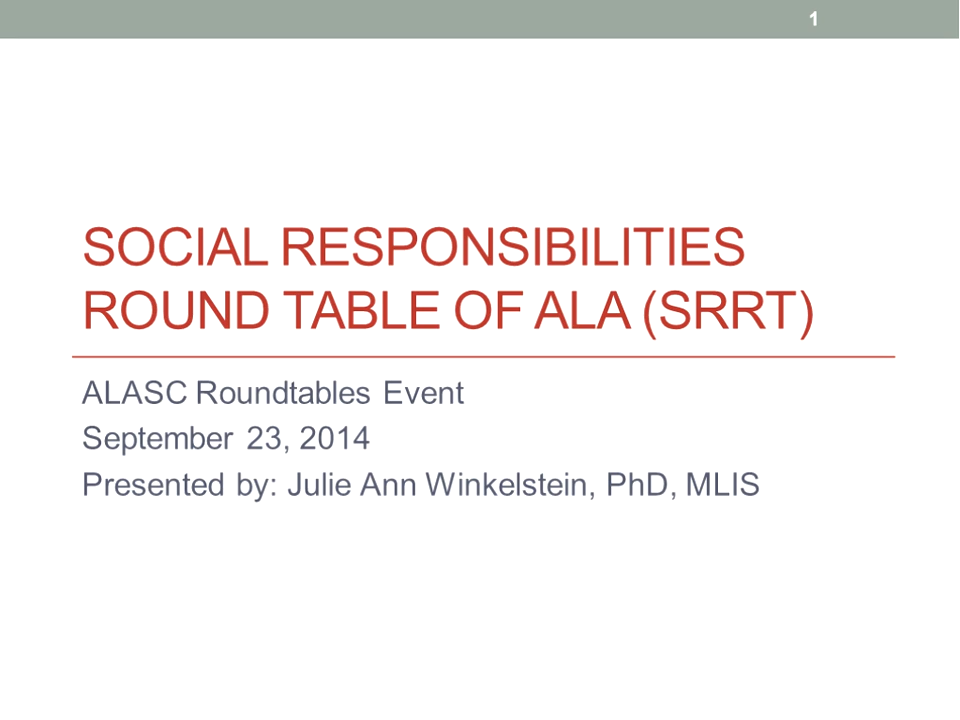 1
SOCIAL RESPONSIBILITIES
ROUND TABLE OF ALA (SRRT)
ALASC Roundtables Event
September 23, 2014
Presented by: Julie Ann Winkelstein, PhD, MLIS